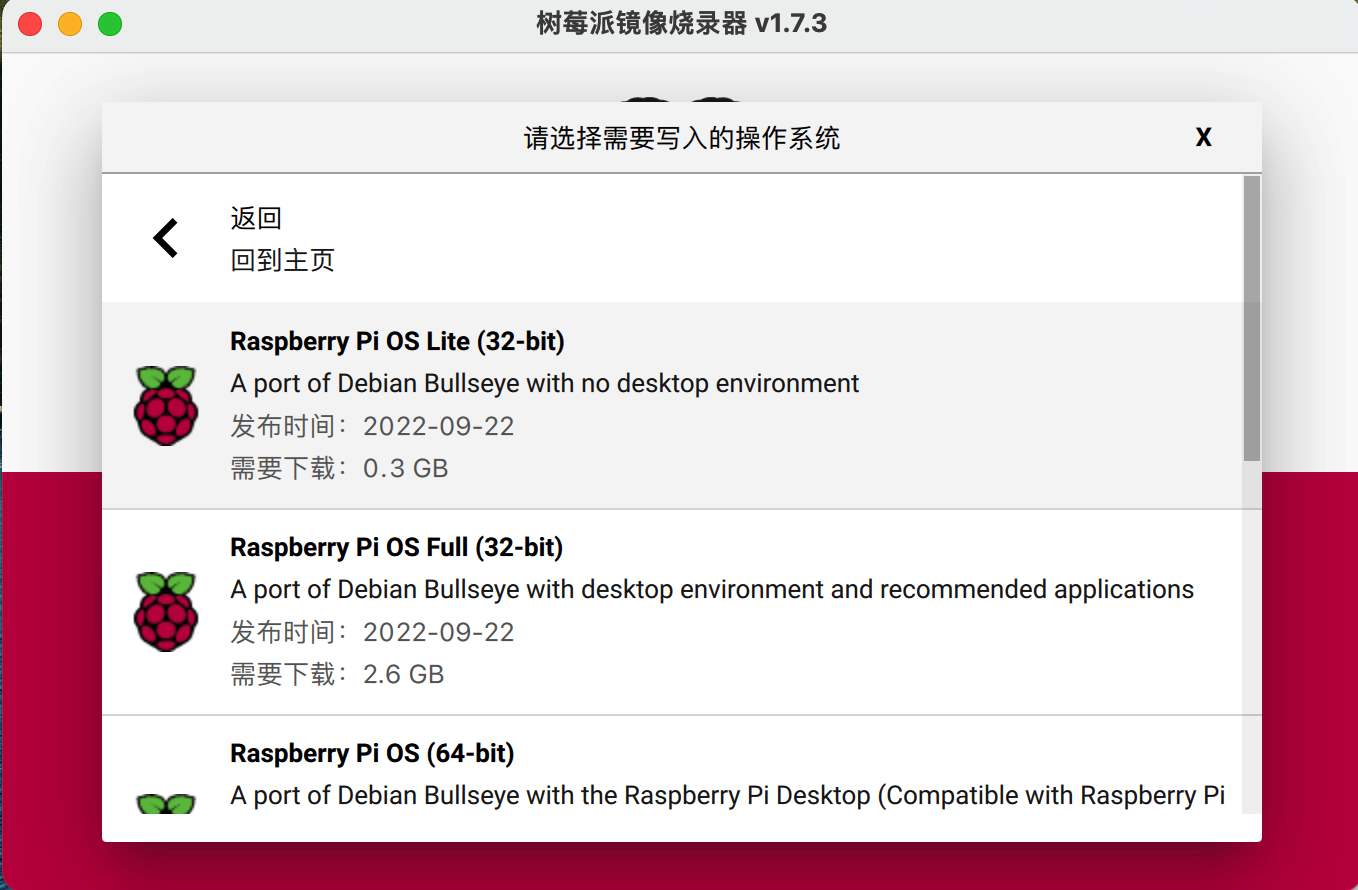 树莓派镜像烧录器 v1.7.3
请选择需要写入的操作系统
X
返回
回到主页
Raspberry Pi OS Lite (32-bit)
A port of Debian Bullseye with no desktop environment
发布时间：2022-09-22
需要下载：0.3 GB
Raspberry Pi OS Full (32-bit)
A port of Debian Bullseye with desktop environment and recommended applications
发布时间：2022-09-22
需要下载：2.6 GB
Raspberry Pi OS (64-bit)
A port of Debian Bullseye with the Raspberry Pi Desktop (Compatible with Raspberry Pi